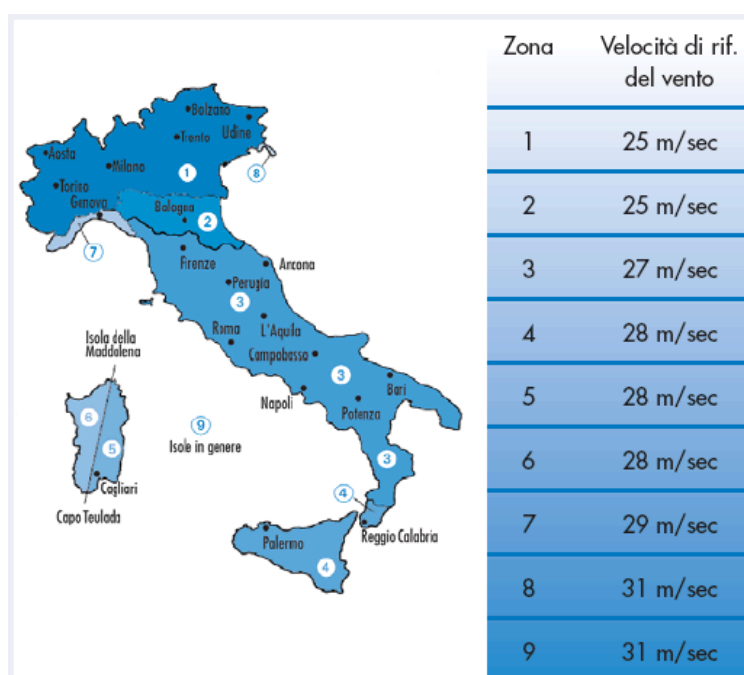 Bolzano
Udine
Trento
Aosta
Milano
1
8
Torino
Genova
Bologna
2
7
Firenze
Ancona
Perugia
3
Roma
L'Aquila
Isola della
Maddalena
Campobasso
3
Bari
Napoli
Potenza
6
9
Isole in genere
5
3
Cagliari
Capo Teulada
4
Palermo
Reggio Calabria
4
Zona Velocità di rif.
del vento
1 25 m/sec
2 25 m/sec
3 27 m/sec
4 28 m/sec
5 28 m/sec
6 28 m/sec
7 29 m/sec
8 31 m/sec
9 31 m/sec